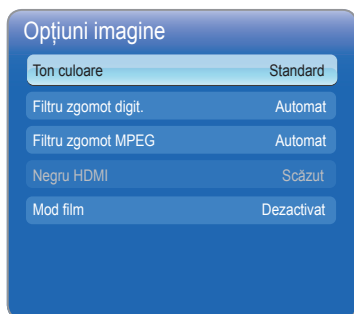 Opțiuni imagine
Ton culoare Standard
Filtru zgomot digit. Automat
Filtru zgomot MPEG Automat
Negru HDMI Scăzut
Mod film Dezactivat